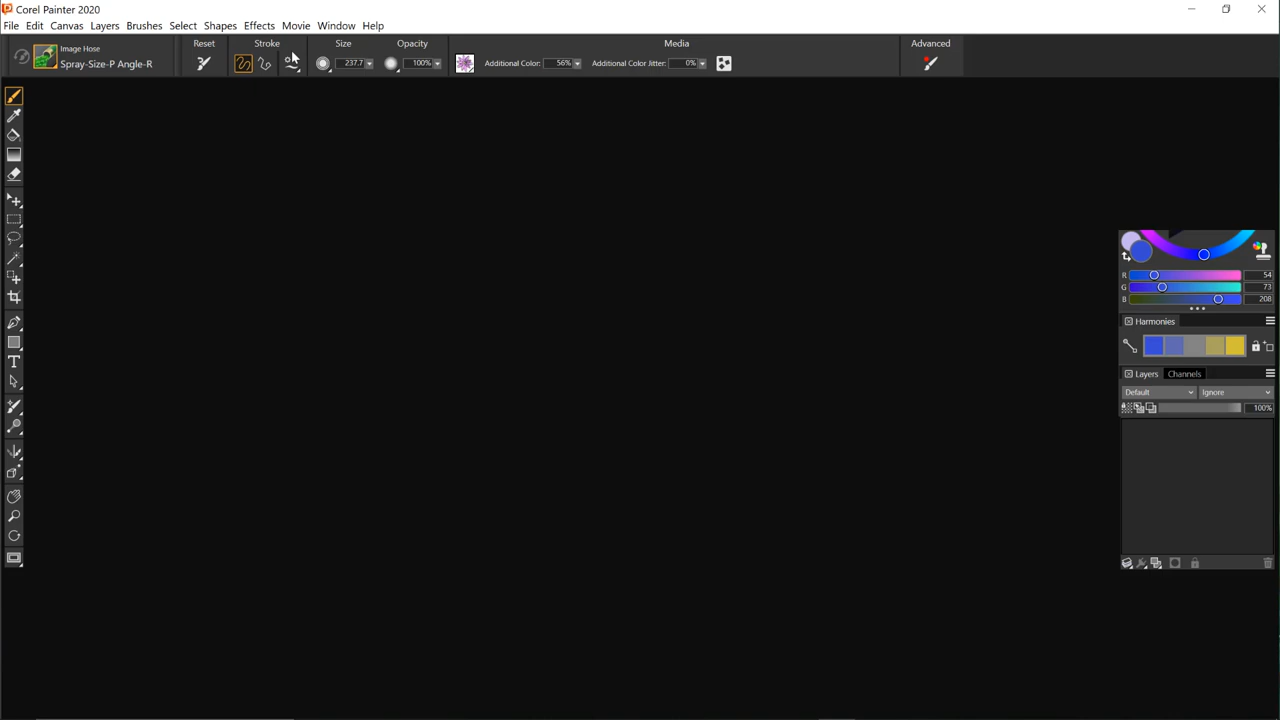 Corel Painter 2020
File Edit Canvas Layers Brushes Select Shapes Effects Movie Window Help
Image Hose
Spray-Size-P Angle-R
Reset
Stroke
Size
237.7
Opacity
100%
Media
Additional Color: 56% Additional Color Jitter: 0%
Advanced
R 54
G 73
B 208
Harmonies
Layers Channels
Default Ignore
100%
T